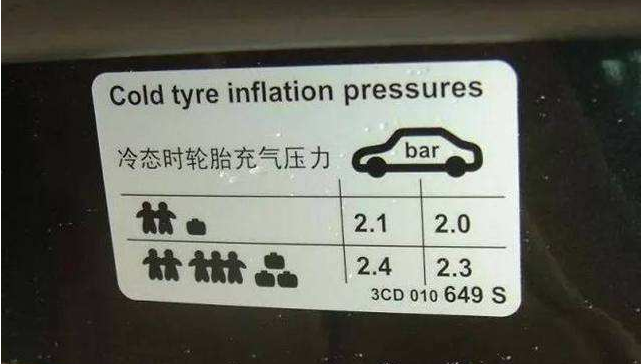 Cold tyre inflation pressures
冷态时轮胎充气压力 bar
2.1 2.0
2.4 2.3
3CD 010 649 S